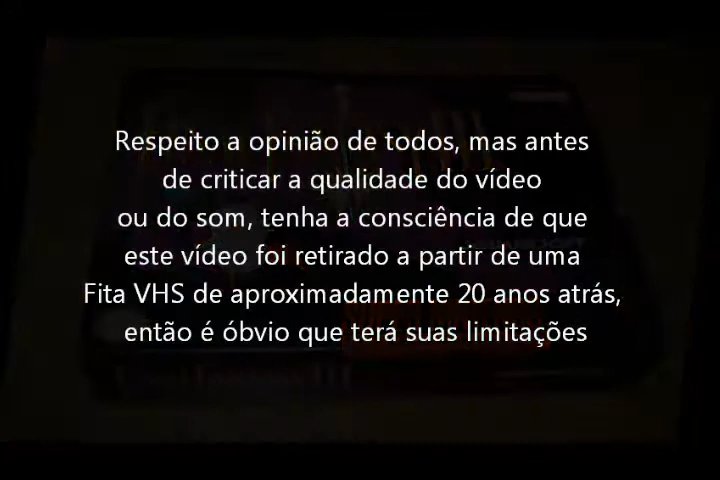 Respeito a opinião de todos, mas antes
de criticar a qualidade do vídeo
ou do som, tenha a consciência de que
este vídeo foi retirado a partir de uma
Fita VHS de aproximadamente 20 anos atrás,
então é óbvio que terá suas limitações